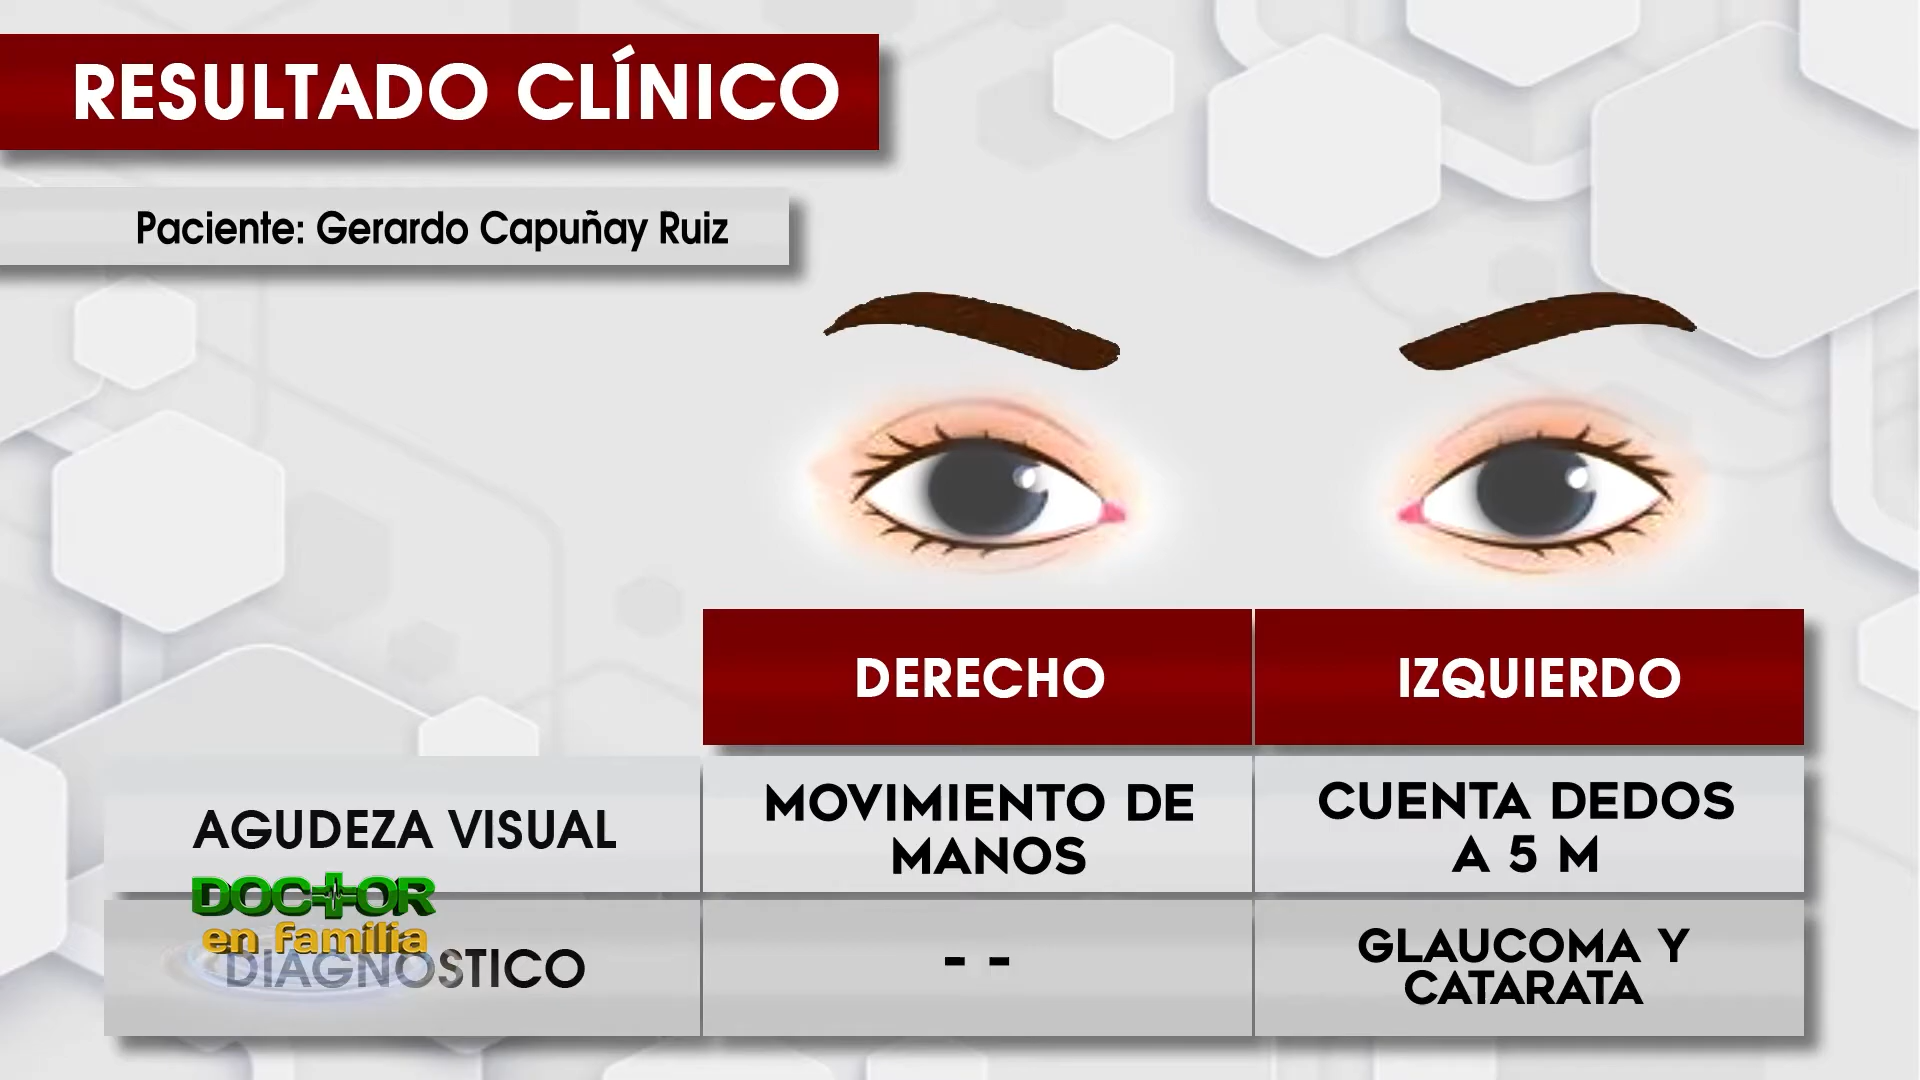 RESULTADO CLÍNICO
Paciente: Gerardo Capuñay Ruiz
DERECHO
IZQUIERDO
AGUDEZA VISUAL
MOVIMIENTO DE
MANOS
CUENTA DEDOS
A 5 M
DOCTOR
en familia
DIAGNOSTICO
- -
GLAUCOMA Y
CATARATA